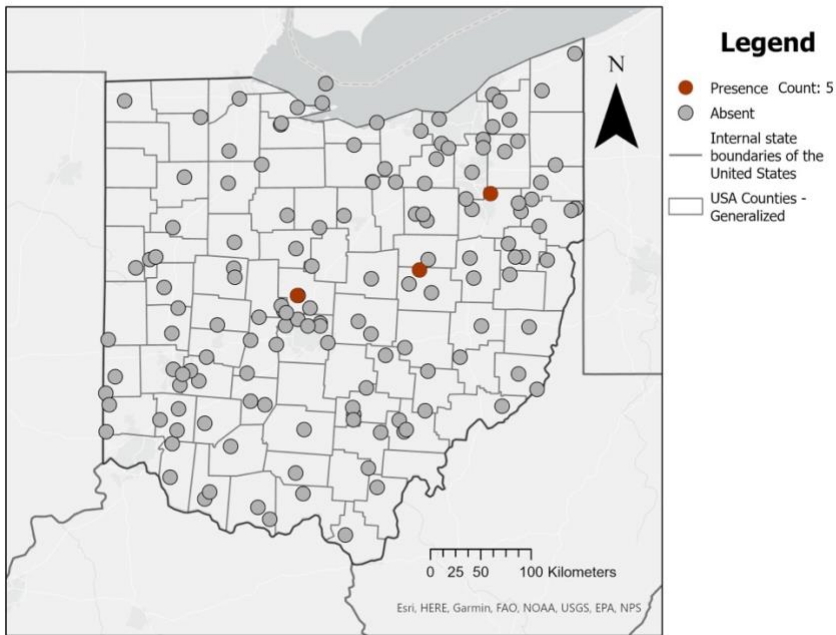 Legend
N
Presence Count: 5
Absent
Internal state
boundaries of the
United States
USA Counties -
Generalized
0 25 50 100 Kilometers
Esri, HERE, Garmin, FAO, NOAA, USGS, EPA, NPS